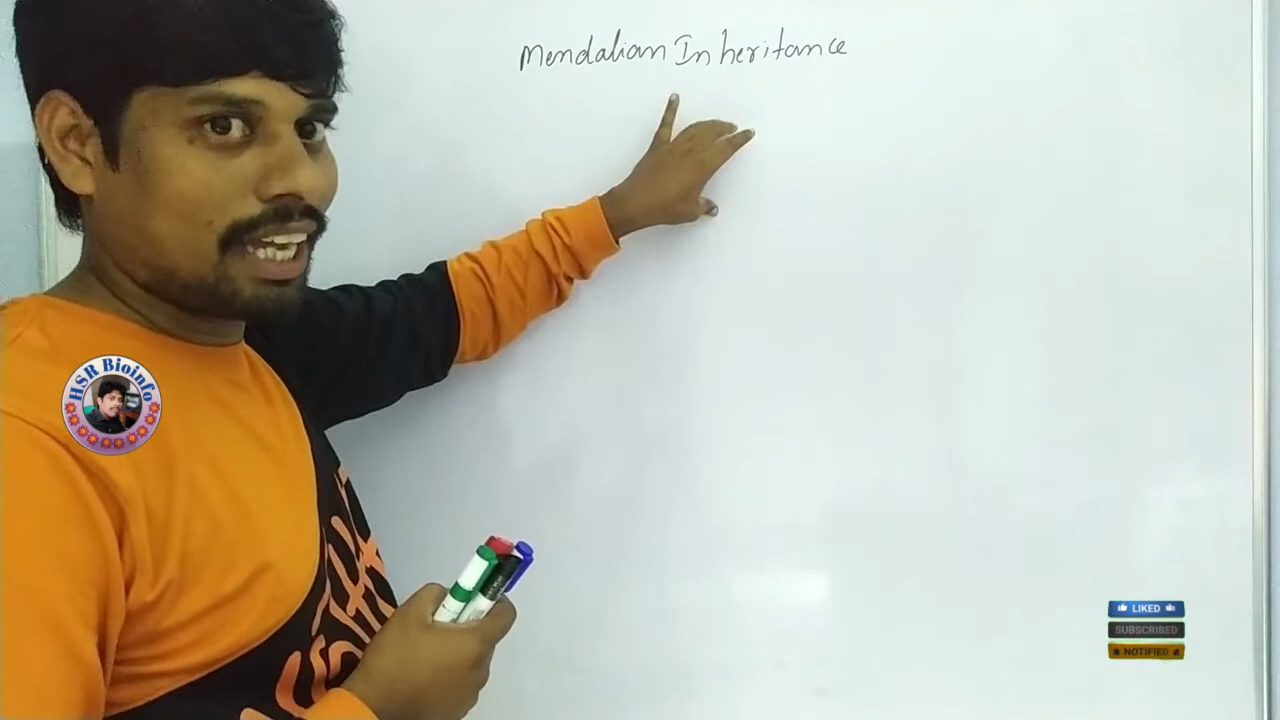 Mendalian Inheritance
HSR Bioinfo
LIKED
SUBSCRIBED
NOTIFIED